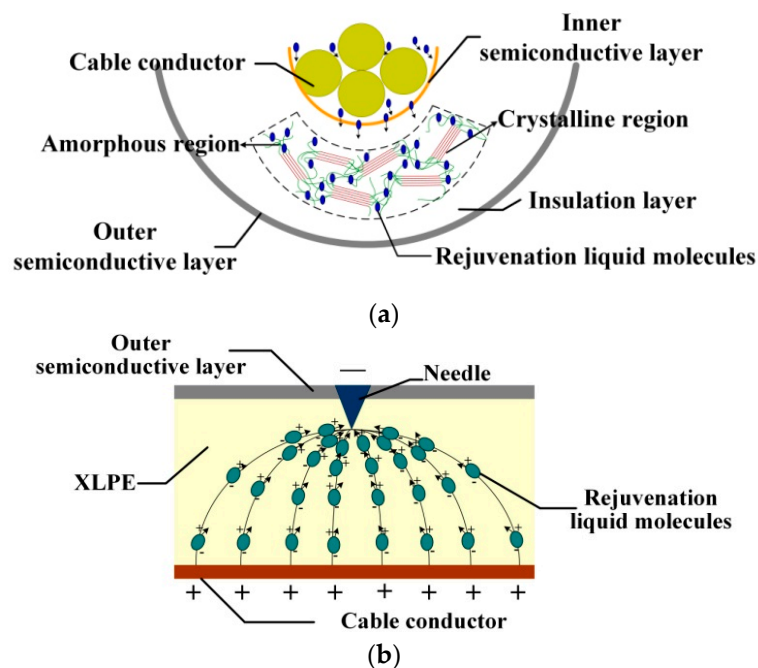 Cable conductor
Inner
semiconductive layer
Amorphous region
Crystalline region
Insulation layer
Outer
semiconductive layer
Rejuvenation liquid molecules
(a)
Outer
semiconductive layer
—
Needle
XLPE
Rejuvenation
liquid molecules
+ + + + + + + +
Cable conductor
(b)